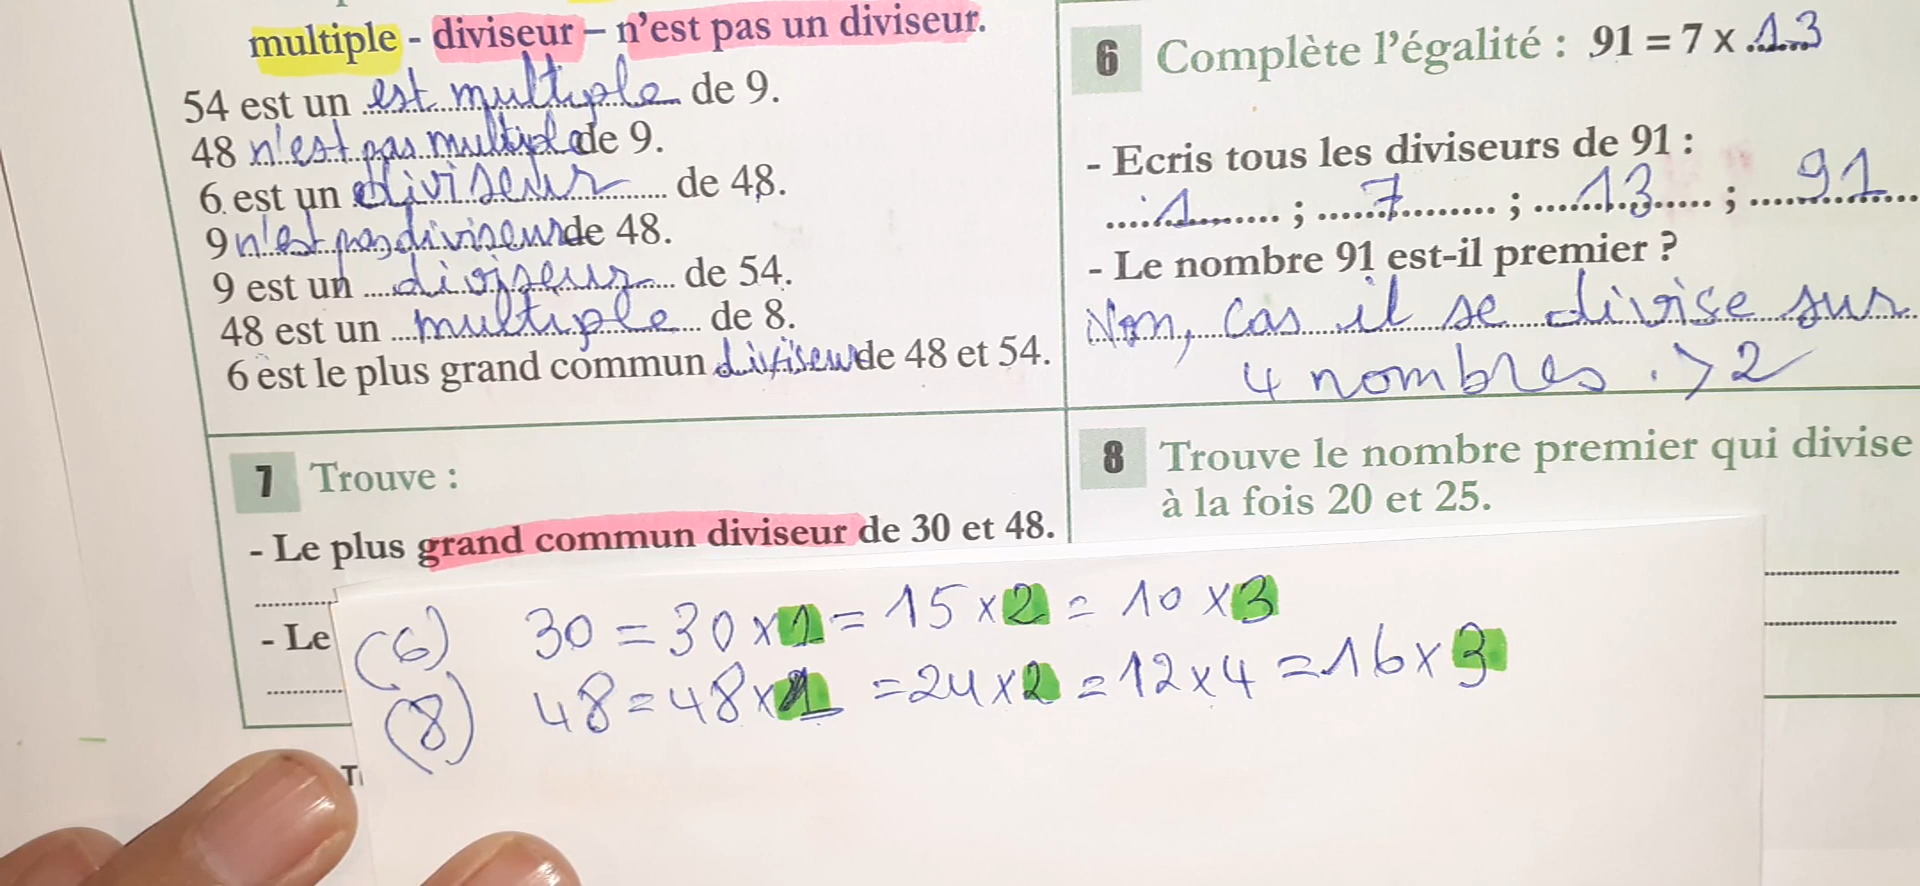 multiple - diviseur – n'est pas un diviseur.
54 est un est multiple de 9.
48 n'est pas multiple de 9.
6 est un diviseur de 48.
9 n'est pas diviseur de 48.
9 est un diviseur de 54.
48 est un multiple de 8.
6 est le plus grand commun diviseur de 48 et 54.
6 Complète l'égalité : 91 = 7 x 13
- Ecris tous les diviseurs de 91 :
1 ; 7 ; 13 ; 91
- Le nombre 91 est-il premier ?
Non, car il se divise sur
4 nombres . > 2
7 Trouve :
- Le plus grand commun diviseur de 30 et 48.
- Le
8 Trouve le nombre premier qui divise
à la fois 20 et 25.
(6) 30 = 30 x 1 = 15 x 2 = 10 x 3
(8) 48 = 48 x 1 = 24 x 2 = 12 x 4 = 16 x 3